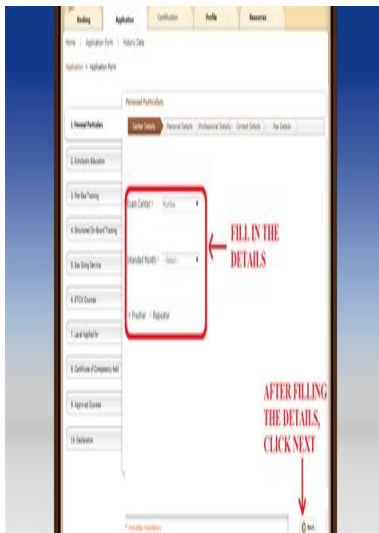 Booking Application Certification Profile Resources
Home | Application Form | Historic Data
Application > Application Form
Personal Particulars
1. Personal Particulars
Center Details Personal Details Professional Details Contact Details Fee Details
2. Scholastic Education
3. Pre-Sea Training
4. Structured On-Board Training
Exam Center * Mumbai
FILL IN THE
DETAILS
5. Sea Going Service
Intended Month * -Select-
6. STCW Courses
Fresher Repeater
7. Level Applied for
8. Certificate of Competency held
9. Approved Courses
10. Declaration
AFTER FILLING
THE DETAILS,
CLICK NEXT
* Indicates mandatory
Next